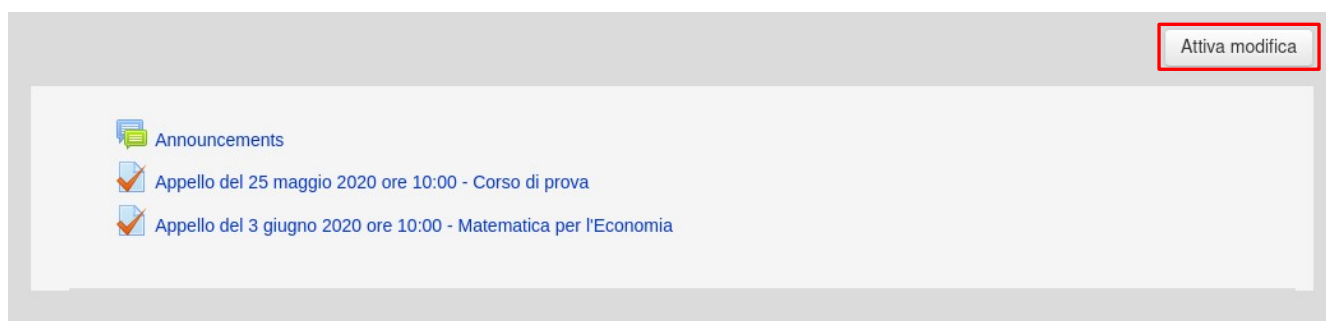 Attiva modifica
Announcements
Appello del 25 maggio 2020 ore 10:00 - Corso di prova
Appello del 3 giugno 2020 ore 10:00 - Matematica per l'Economia